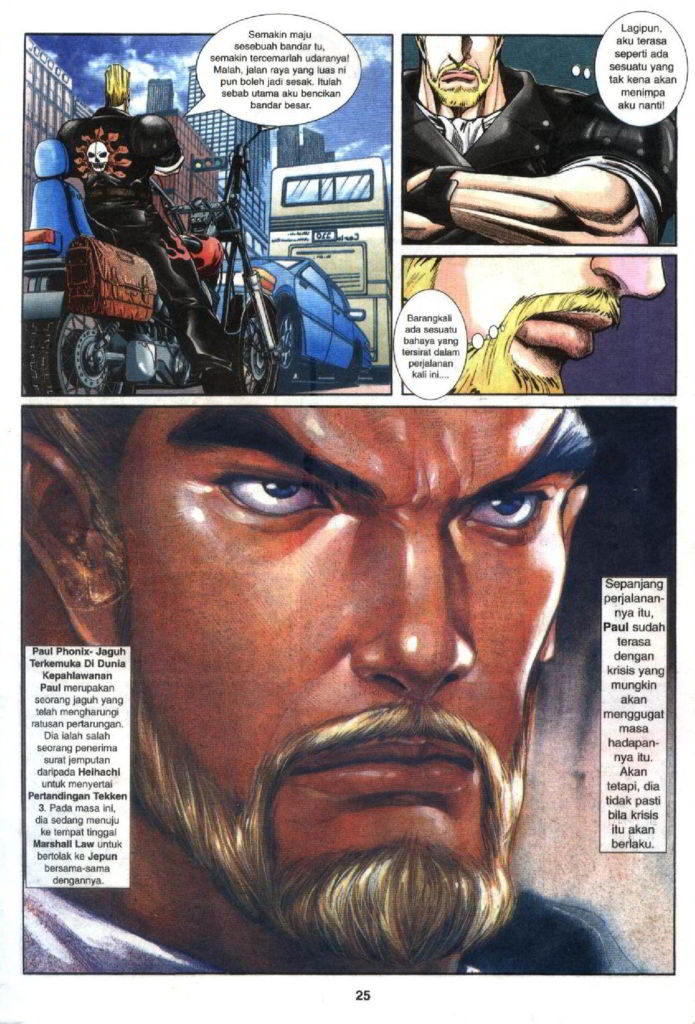 Semakin maju
sesebuah bandar tu,
semakin tercemarlah udaranya!
Malah, jalan raya yang luas ni
pun boleh jadi sesak. Itulah
sebab utama aku bencikan
bandar besar.
Lagipun,
aku terasa
seperti ada
sesuatu yang
tak kena akan
menimpa
aku nanti!
Barangkali
ada sesuatu
bahaya yang
tersirat dalam
perjalanan
kali ini....
Paul Phonix- Jaguh
Terkemuka Di Dunia
Kepahlawanan
Paul merupakan
seorang jaguh yang
telah mengharungi
ratusan pertarungan.
Dia ialah salah
seorang penerima
surat jemputan
daripada Heihachi
untuk menyertai
Pertandingan Tekken
3. Pada masa ini,
dia sedang menuju
ke tempat tinggal
Marshall Law untuk
bertolak ke Jepun
bersama-sama
dengannya.
Sepanjang
perjalanan-
nya itu,
Paul sudah
terasa
dengan
krisis yang
mungkin
akan
menggugat
masa
hadapan-
nya itu.
Akan
tetapi, dia
tidak pasti
bila krisis
itu akan
berlaku.
25